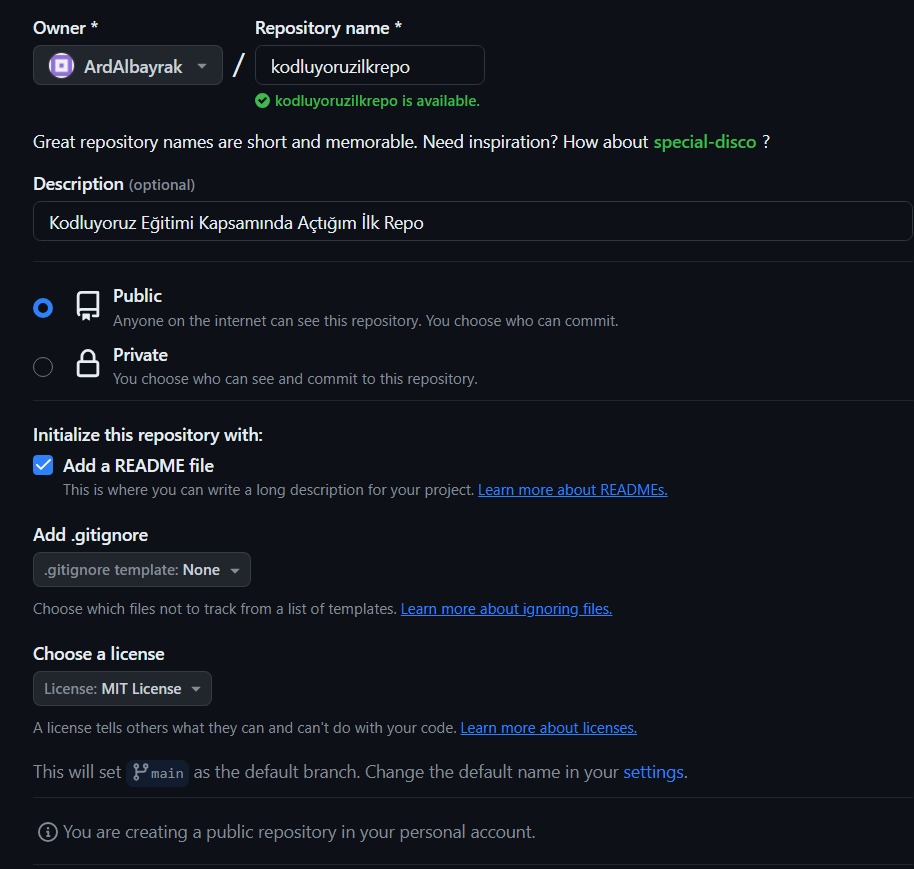 Owner *
Repository name *
ArdAlbayrak
/
kodluyoruzilkrepo
kodluyoruzilkrepo is available.
Great repository names are short and memorable. Need inspiration? How about special-disco ?
Description (optional)
Kodluyoruz Eğitimi Kapsamında Açtığım İlk Repo
Public
Anyone on the internet can see this repository. You choose who can commit.
Private
You choose who can see and commit to this repository.
Initialize this repository with:
Add a README file
This is where you can write a long description for your project. Learn more about READMEs.
Add .gitignore
.gitignore template: None
Choose which files not to track from a list of templates. Learn more about ignoring files.
Choose a license
License: MIT License
A license tells others what they can and can't do with your code. Learn more about licenses.
This will set main as the default branch. Change the default name in your settings.
You are creating a public repository in your personal account.